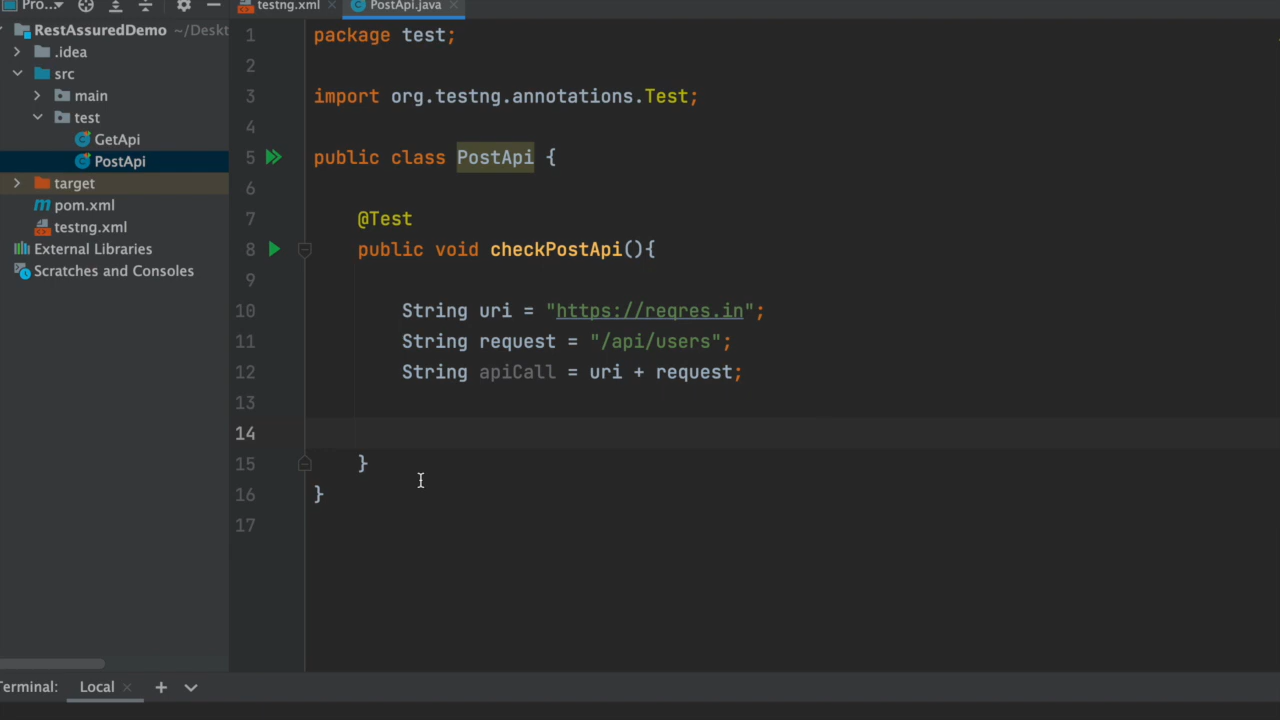 Pro...
testng.xml
PostApi.java
RestAssuredDemo ~/Deskt
.idea
src
main
test
GetApi
PostApi
target
pom.xml
testng.xml
External Libraries
Scratches and Consoles
1 package test;
2
3 import org.testng.annotations.Test;
4
5 public class PostApi {
6
7 @Test
8 public void checkPostApi(){
9
10 String uri = "https://reqres.in";
11 String request = "/api/users";
12 String apiCall = uri + request;
13
14
15 }
16 }
17
Terminal: Local